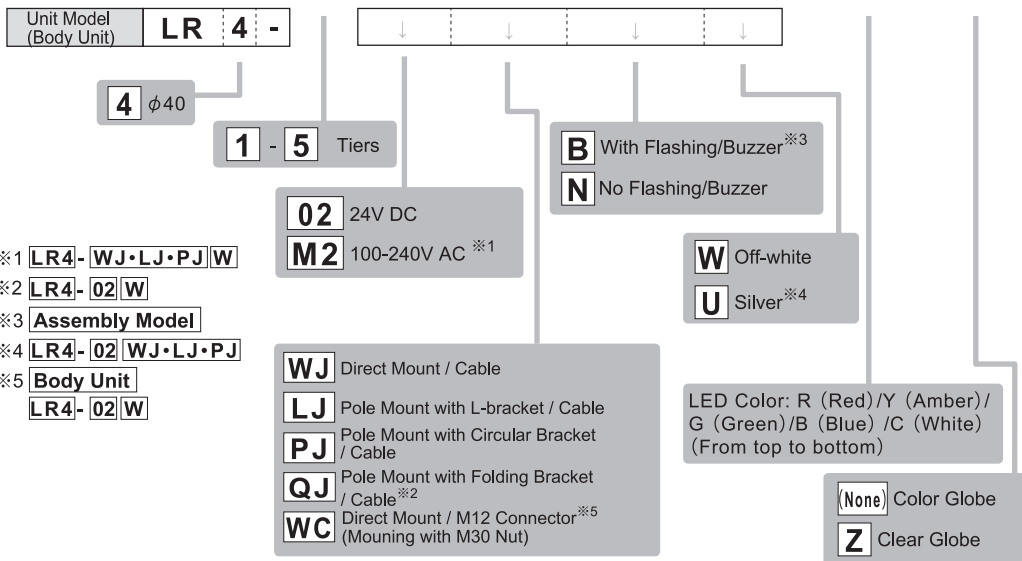 Unit Model
(Body Unit)
LR 4 -
↓ ↓ ↓ ↓
4 φ40
1 - 5 Tiers
02 24V DC
M2 100-240V AC ※1
B With Flashing/Buzzer※3
N No Flashing/Buzzer
W Off-white
U Silver※4
※1 LR4- WJ・LJ・PJ W
※2 LR4- 02 W
※3 Assembly Model
※4 LR4- 02 WJ・LJ・PJ
※5 Body Unit
LR4- 02 W
WJ Direct Mount / Cable
LJ Pole Mount with L-bracket / Cable
PJ Pole Mount with Circular Bracket
/ Cable
QJ Pole Mount with Folding Bracket
/ Cable※2
WC Direct Mount / M12 Connector※5
(Mouning with M30 Nut)
LED Color: R (Red)/Y (Amber)/
G (Green)/B (Blue) /C (White)
(From top to bottom)
(None) Color Globe
Z Clear Globe